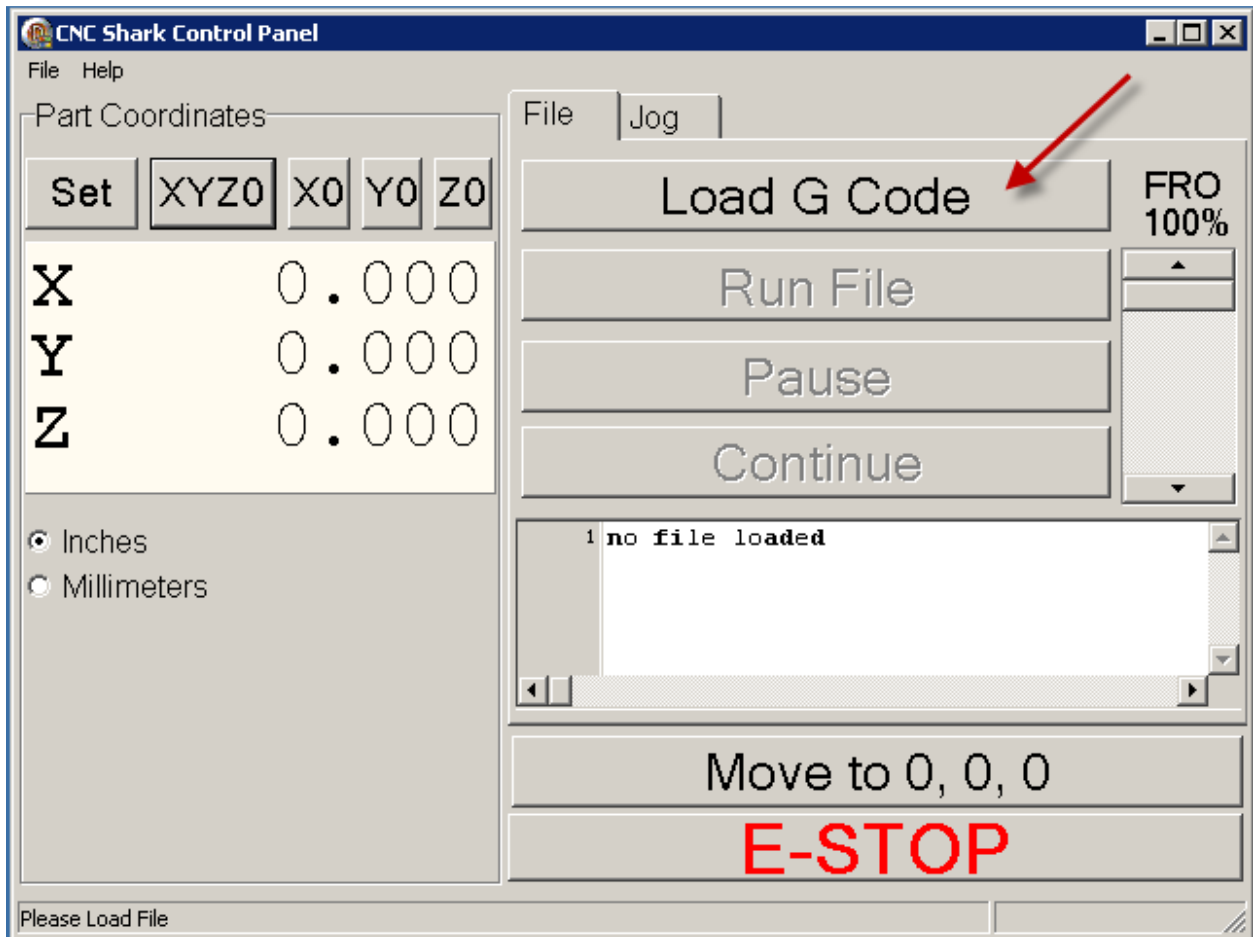 CNC Shark Control Panel
File Help
Part Coordinates
Set XYZ0 X0 Y0 Z0
X 0.000
Y 0.000
Z 0.000
Inches
Millimeters
File Jog
Load G Code
FRO
100%
Run File
Pause
Continue
1 no file loaded
Move to 0, 0, 0
E-STOP
Please Load File